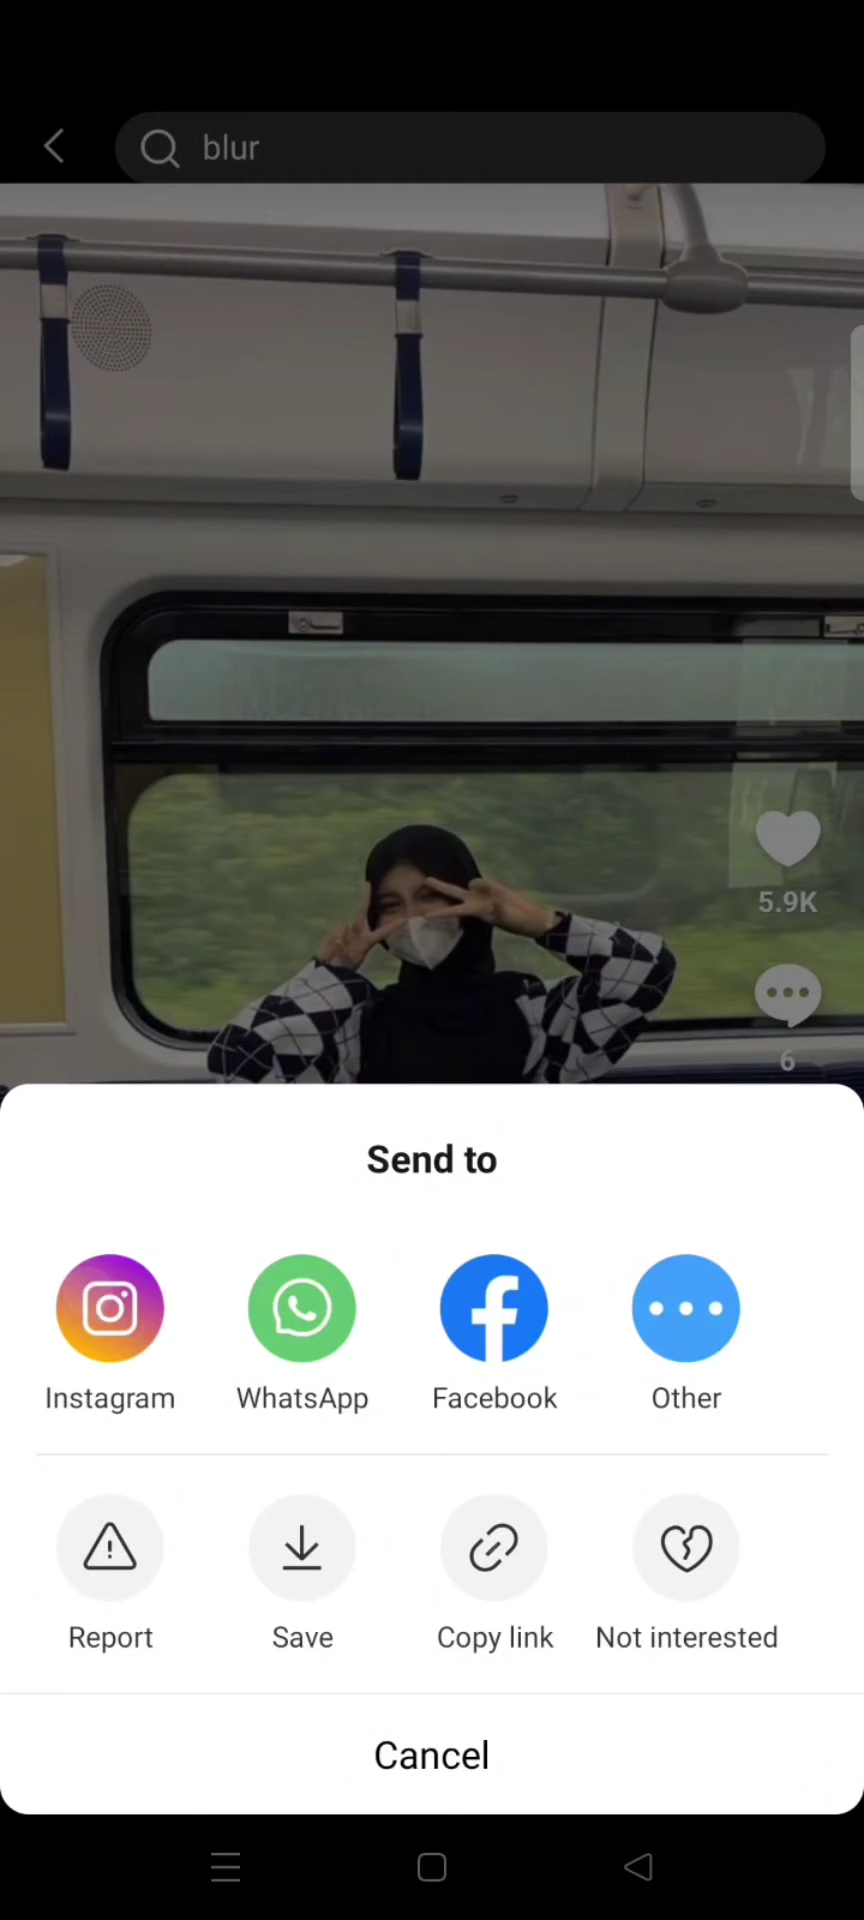 blur
5.9K
6
Send to
Instagram WhatsApp Facebook Other
Report Save Copy link Not interested
Cancel